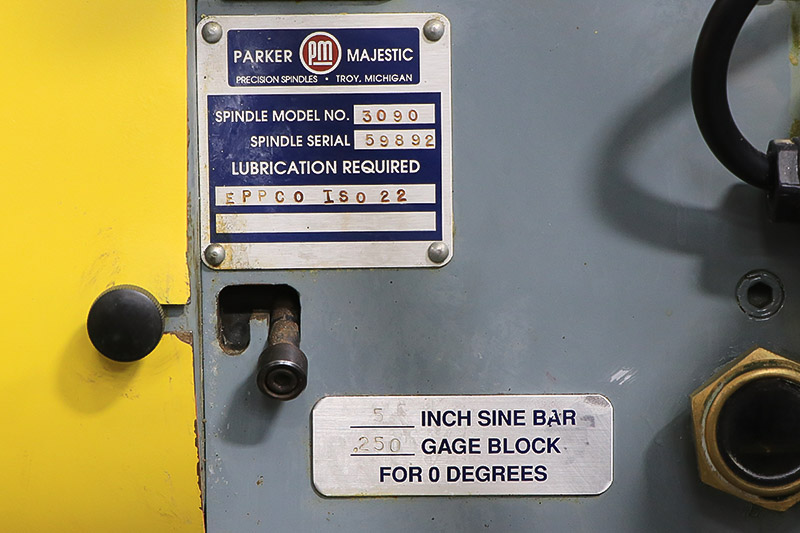 PARKER PM MAJESTIC
PRECISION SPINDLES • TROY, MICHIGAN
SPINDLE MODEL NO. 3090
SPINDLE SERIAL 59892
LUBRICATION REQUIRED
EPPCO ISO 22
5 INCH SINE BAR
.250 GAGE BLOCK
FOR 0 DEGREES